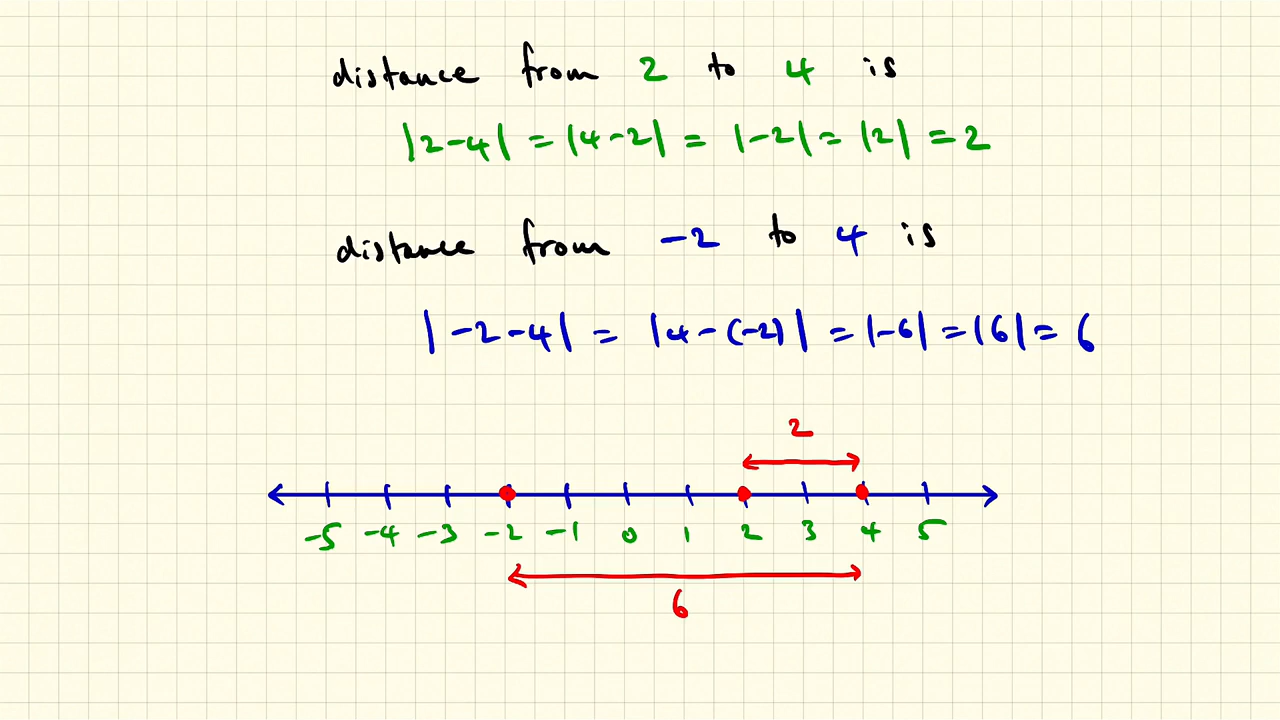 distance from 2 to 4 is
|2-4| = |4-2| = |-2| = |2| = 2
distance from -2 to 4 is
|-2-4| = |4-(-2)| = |-6| = |6| = 6
2
-5 -4 -3 -2 -1 0 1 2 3 4 5
6